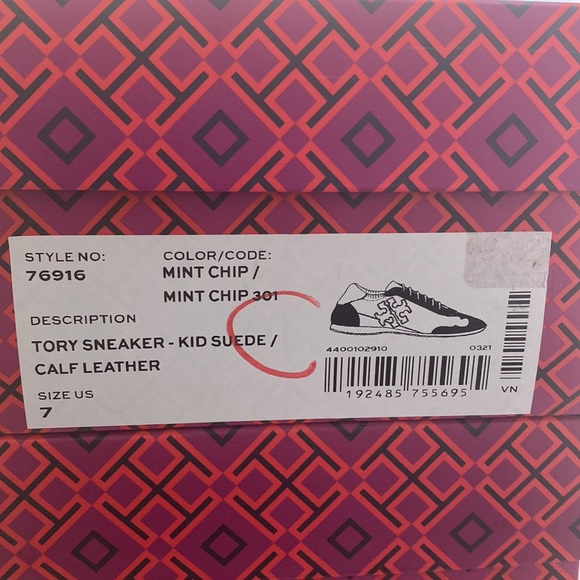 STYLE NO:
76916
COLOR/CODE:
MINT CHIP /
MINT CHIP 301
DESCRIPTION
TORY SNEAKER - KID SUEDE /
CALF LEATHER
SIZE US
7
C
4400102910 0321
192485 755695
VN